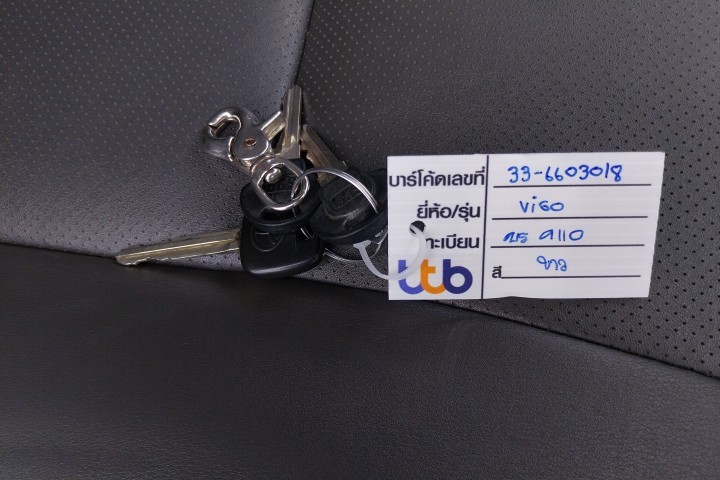 บาร์โค้ดเลขที่ 33-6603018
ยี่ห้อ/รุ่น Vigo
ทะเบียน บร 9110
สี ขาว
ttb